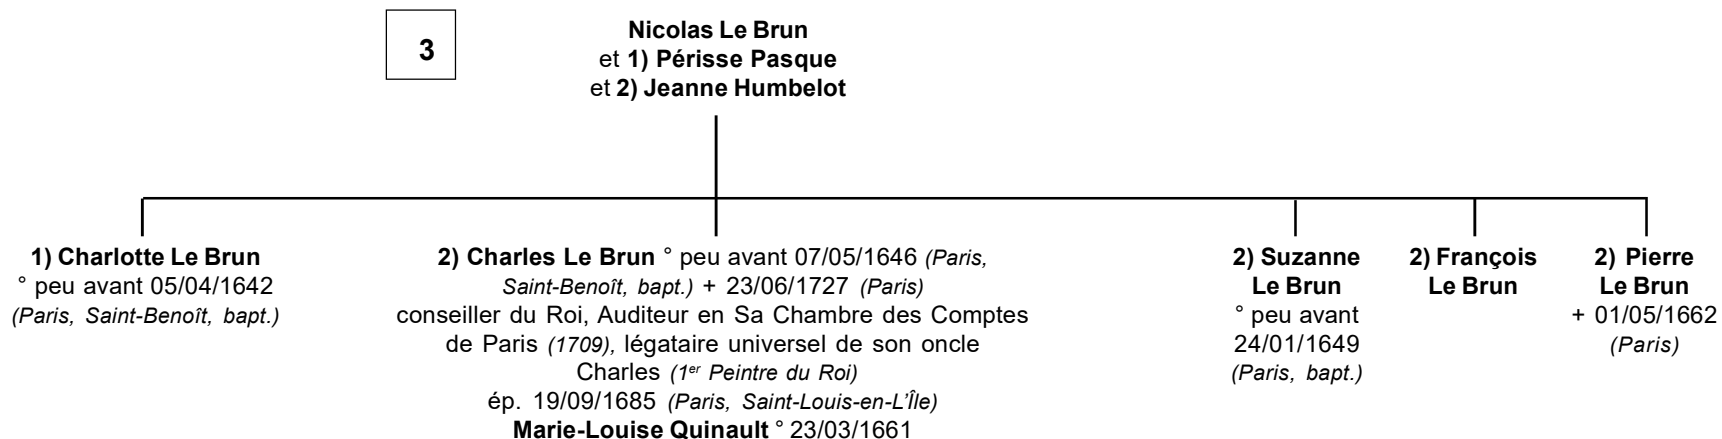 3
Nicolas Le Brun
et 1) Périsse Pasque
et 2) Jeanne Humbelot
1) Charlotte Le Brun
° peu avant 05/04/1642
(Paris, Saint-Benoît, bapt.)
2) Charles Le Brun ° peu avant 07/05/1646 (Paris,
Saint-Benoît, bapt.) + 23/06/1727 (Paris)
conseiller du Roi, Auditeur en Sa Chambre des Comptes
de Paris (1709), légataire universel de son oncle
Charles (1er Peintre du Roi)
ép. 19/09/1685 (Paris, Saint-Louis-en-L'Île)
Marie-Louise Quinault ° 23/03/1661
2) Suzanne
Le Brun
° peu avant
24/01/1649
(Paris, bapt.)
2) François
Le Brun
2) Pierre
Le Brun
+ 01/05/1662
(Paris)